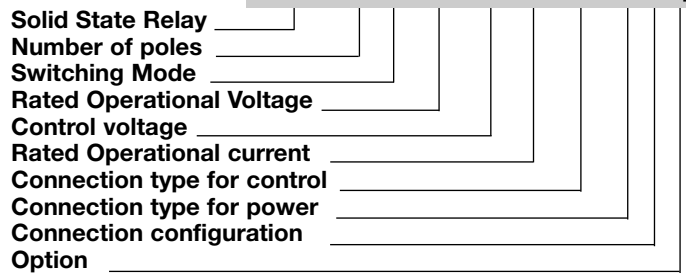 Solid State Relay
Number of poles
Switching Mode
Rated Operational Voltage
Control voltage
Rated Operational current
Connection type for control
Connection type for power
Connection configuration
Option